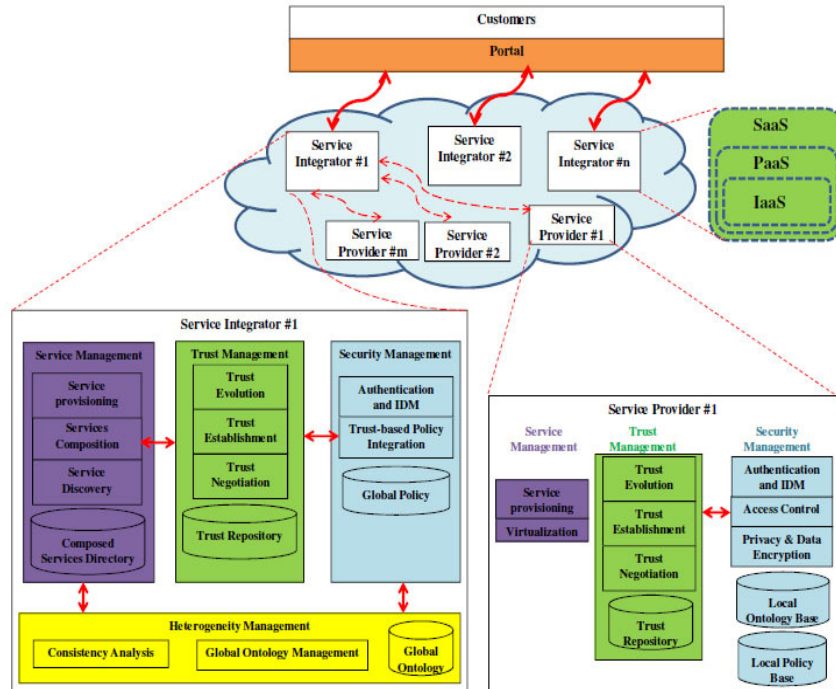 Customers
Portal
Service
Integrator #1
Service
Integrator #2
Service
Integrator #n
Service
Provider #m
Service
Provider #2
Service
Provider #1
SaaS
PaaS
IaaS
Service Integrator #1
Service Management
Service
provisioning
Services
Composition
Service
Discovery
Composed
Services Directory
Trust Management
Trust
Evolution
Trust
Establishment
Trust
Negotiation
Trust Repository
Security Management
Authentication
and IDM
Trust-based Policy
Integration
Global Policy
Heterogeneity Management
Consistency Analysis
Global Ontology Management
Global
Ontology
Service Provider #1
Service
Management
Service
provisioning
Virtualization
Trust
Management
Trust
Evolution
Trust
Establishment
Trust
Negotiation
Trust
Repository
Security
Management
Authentication
and IDM
Access Control
Privacy & Data
Encryption
Local
Ontology Base
Local Policy
Base